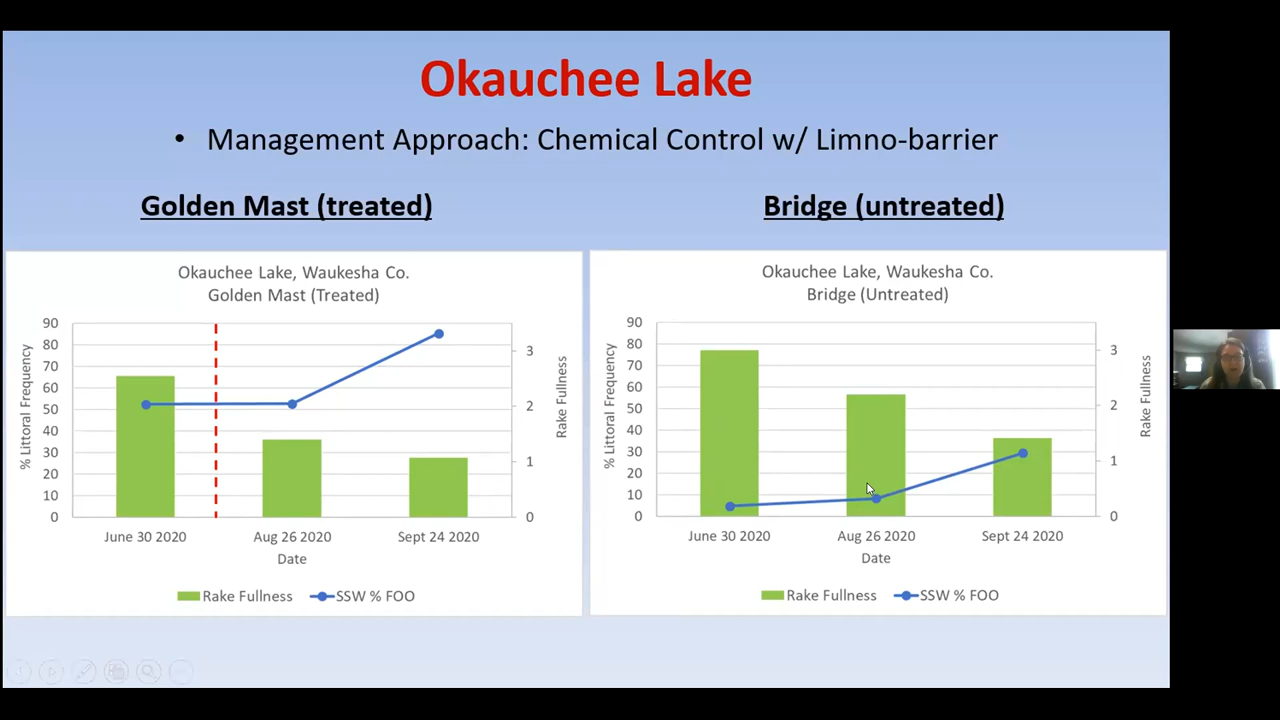 Okauchee Lake
• Management Approach: Chemical Control w/ Limno-barrier
Golden Mast (treated)
Okauchee Lake, Waukesha Co.
Golden Mast (Treated)
% Littoral Frequency
90
80
70
60
50
40
30
20
10
0
3
2
1
0
Rake Fullness
June 30 2020
Aug 26 2020
Sept 24 2020
Date
Rake Fullness
SSW % FOO
Bridge (untreated)
Okauchee Lake, Waukesha Co.
Bridge (Untreated)
% Littoral Frequency
90
80
70
60
50
40
30
20
10
0
3
2
1
0
Rake Fullness
June 30 2020
Aug 26 2020
Sept 24 2020
Date
Rake Fullness
SSW % FOO